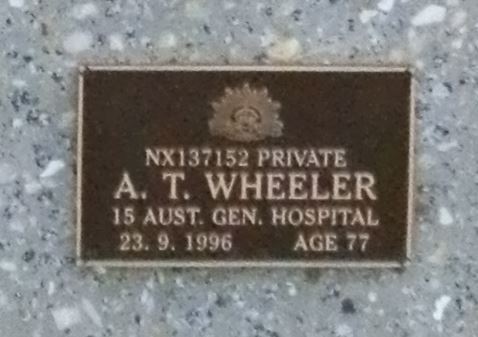 NX137152 PRIVATE
A. T. WHEELER
15 AUST. GEN. HOSPITAL
23. 9. 1996 AGE 77